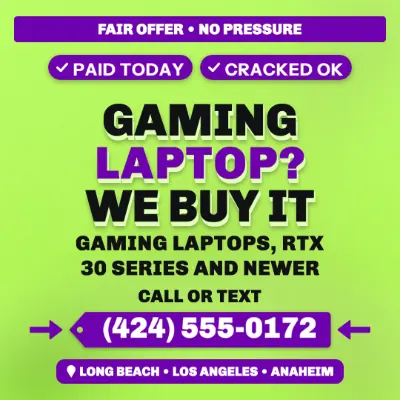 FAIR OFFER • NO PRESSURE
✓ PAID TODAY ✓ CRACKED OK
GAMING
LAPTOP?
WE BUY IT
GAMING LAPTOPS, RTX
30 SERIES AND NEWER
CALL OR TEXT
(424) 555-0172
LONG BEACH • LOS ANGELES • ANAHEIM